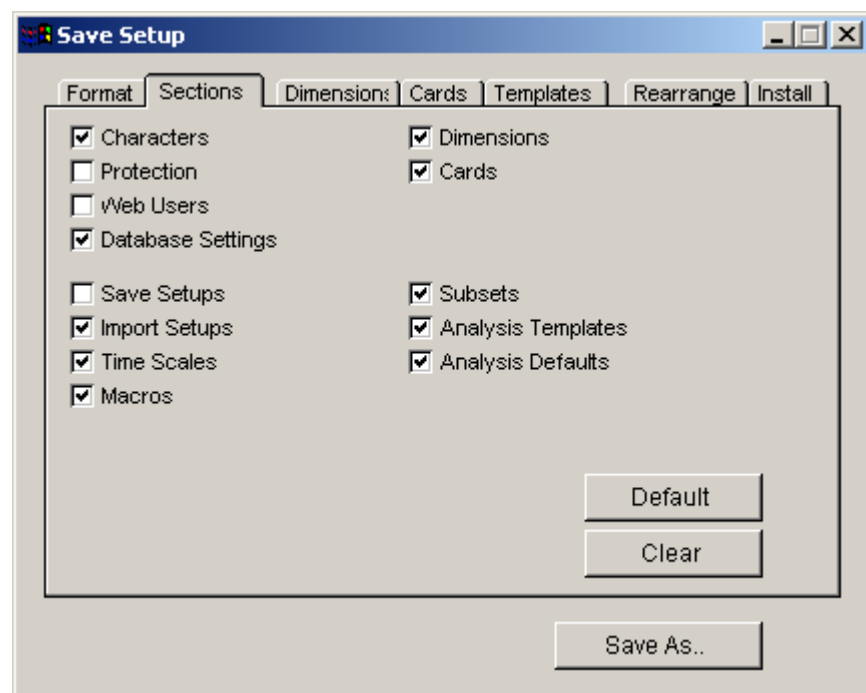 Save Setup
Format Sections Dimensions Cards Templates Rearrange Install
Characters Dimensions
Protection Cards
Web Users
Database Settings
Save Setups Subsets
Import Setups Analysis Templates
Time Scales Analysis Defaults
Macros
Default
Clear
Save As..